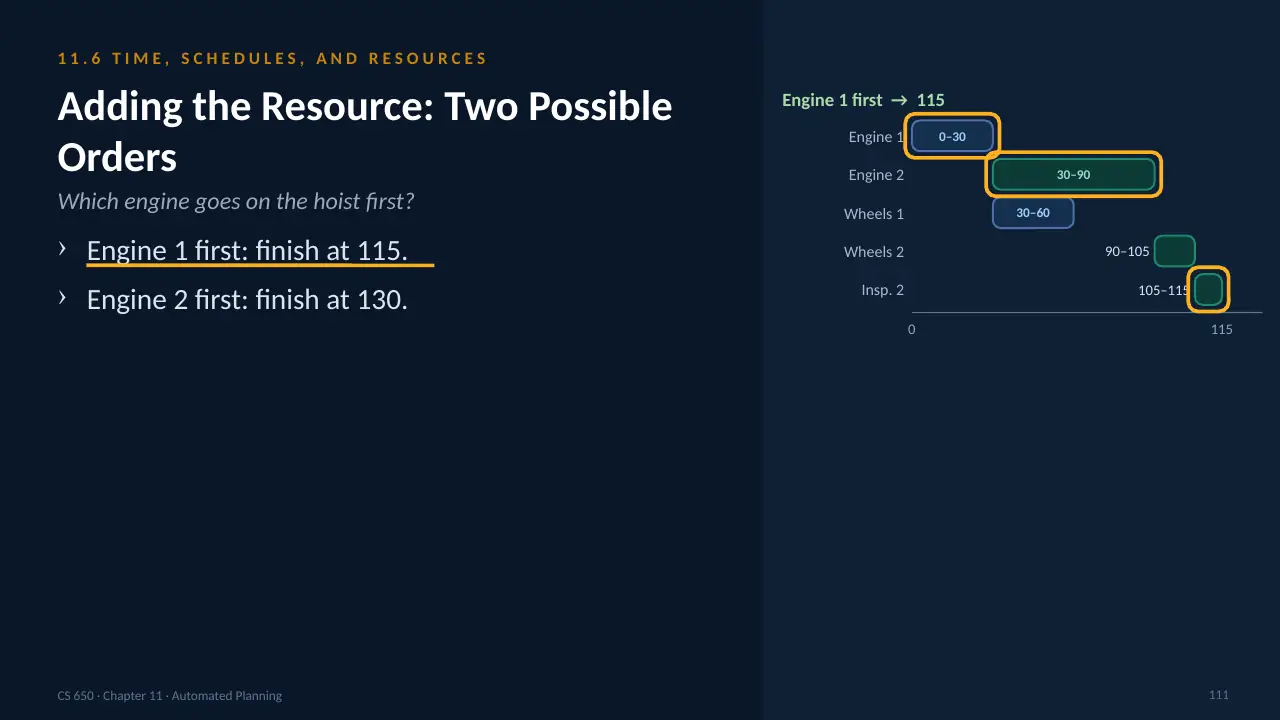 11.6 TIME, SCHEDULES, AND RESOURCES
Adding the Resource: Two Possible
Orders
Which engine goes on the hoist first?
› Engine 1 first: finish at 115.
› Engine 2 first: finish at 130.
Engine 1 first → 115
Engine 1 0–30
Engine 2 30–90
Wheels 1 30–60
Wheels 2 90–105
Insp. 2 105–115
0 115
CS 650 · Chapter 11 · Automated Planning
111